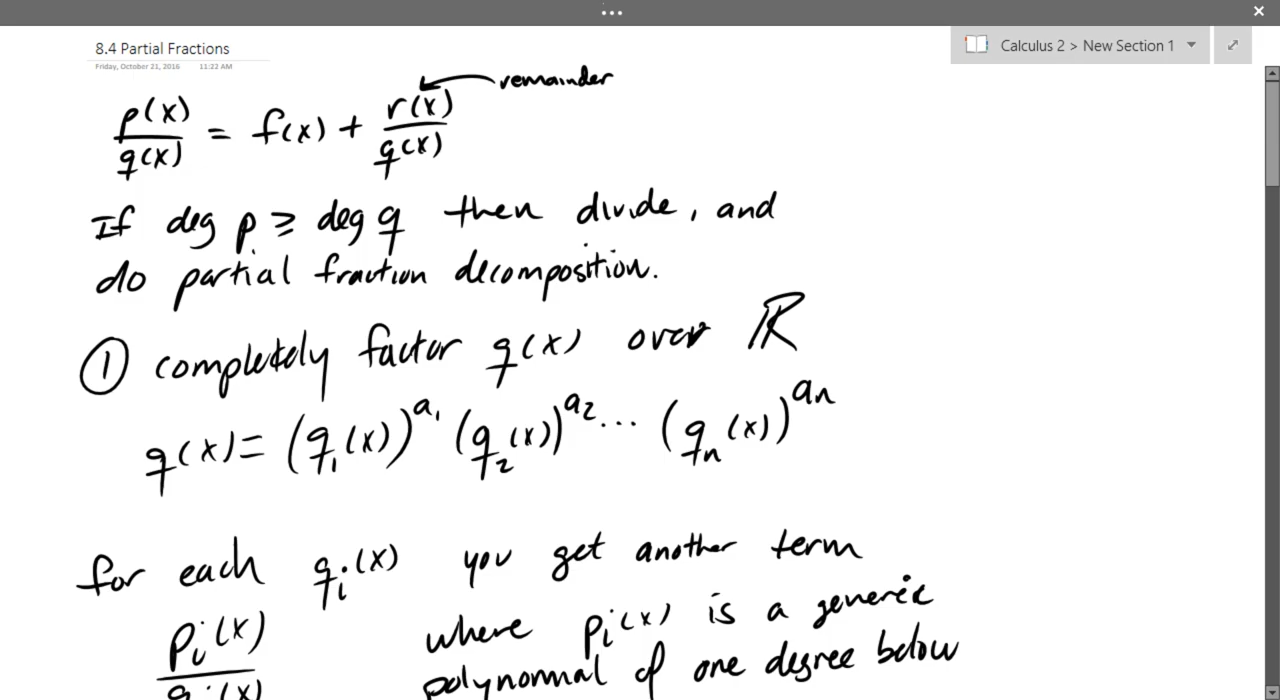 8.4 Partial Fractions
Friday, October 21, 2016 11:22 AM
Calculus 2 > New Section 1
remainder
p(x)/q(x) = f(x) + r(x)/q(x)
If deg p ≥ deg q then divide, and
do partial fraction decomposition.
① completely factor q(x) over ℝ
q(x) = (q₁(x))^a₁ (q₂(x))^a₂ ... (qₙ(x))^aₙ
for each qᵢ(x) you get another term
pᵢ(x)/qᵢ(x) where pᵢ(x) is a generic
polynomal of one degree below